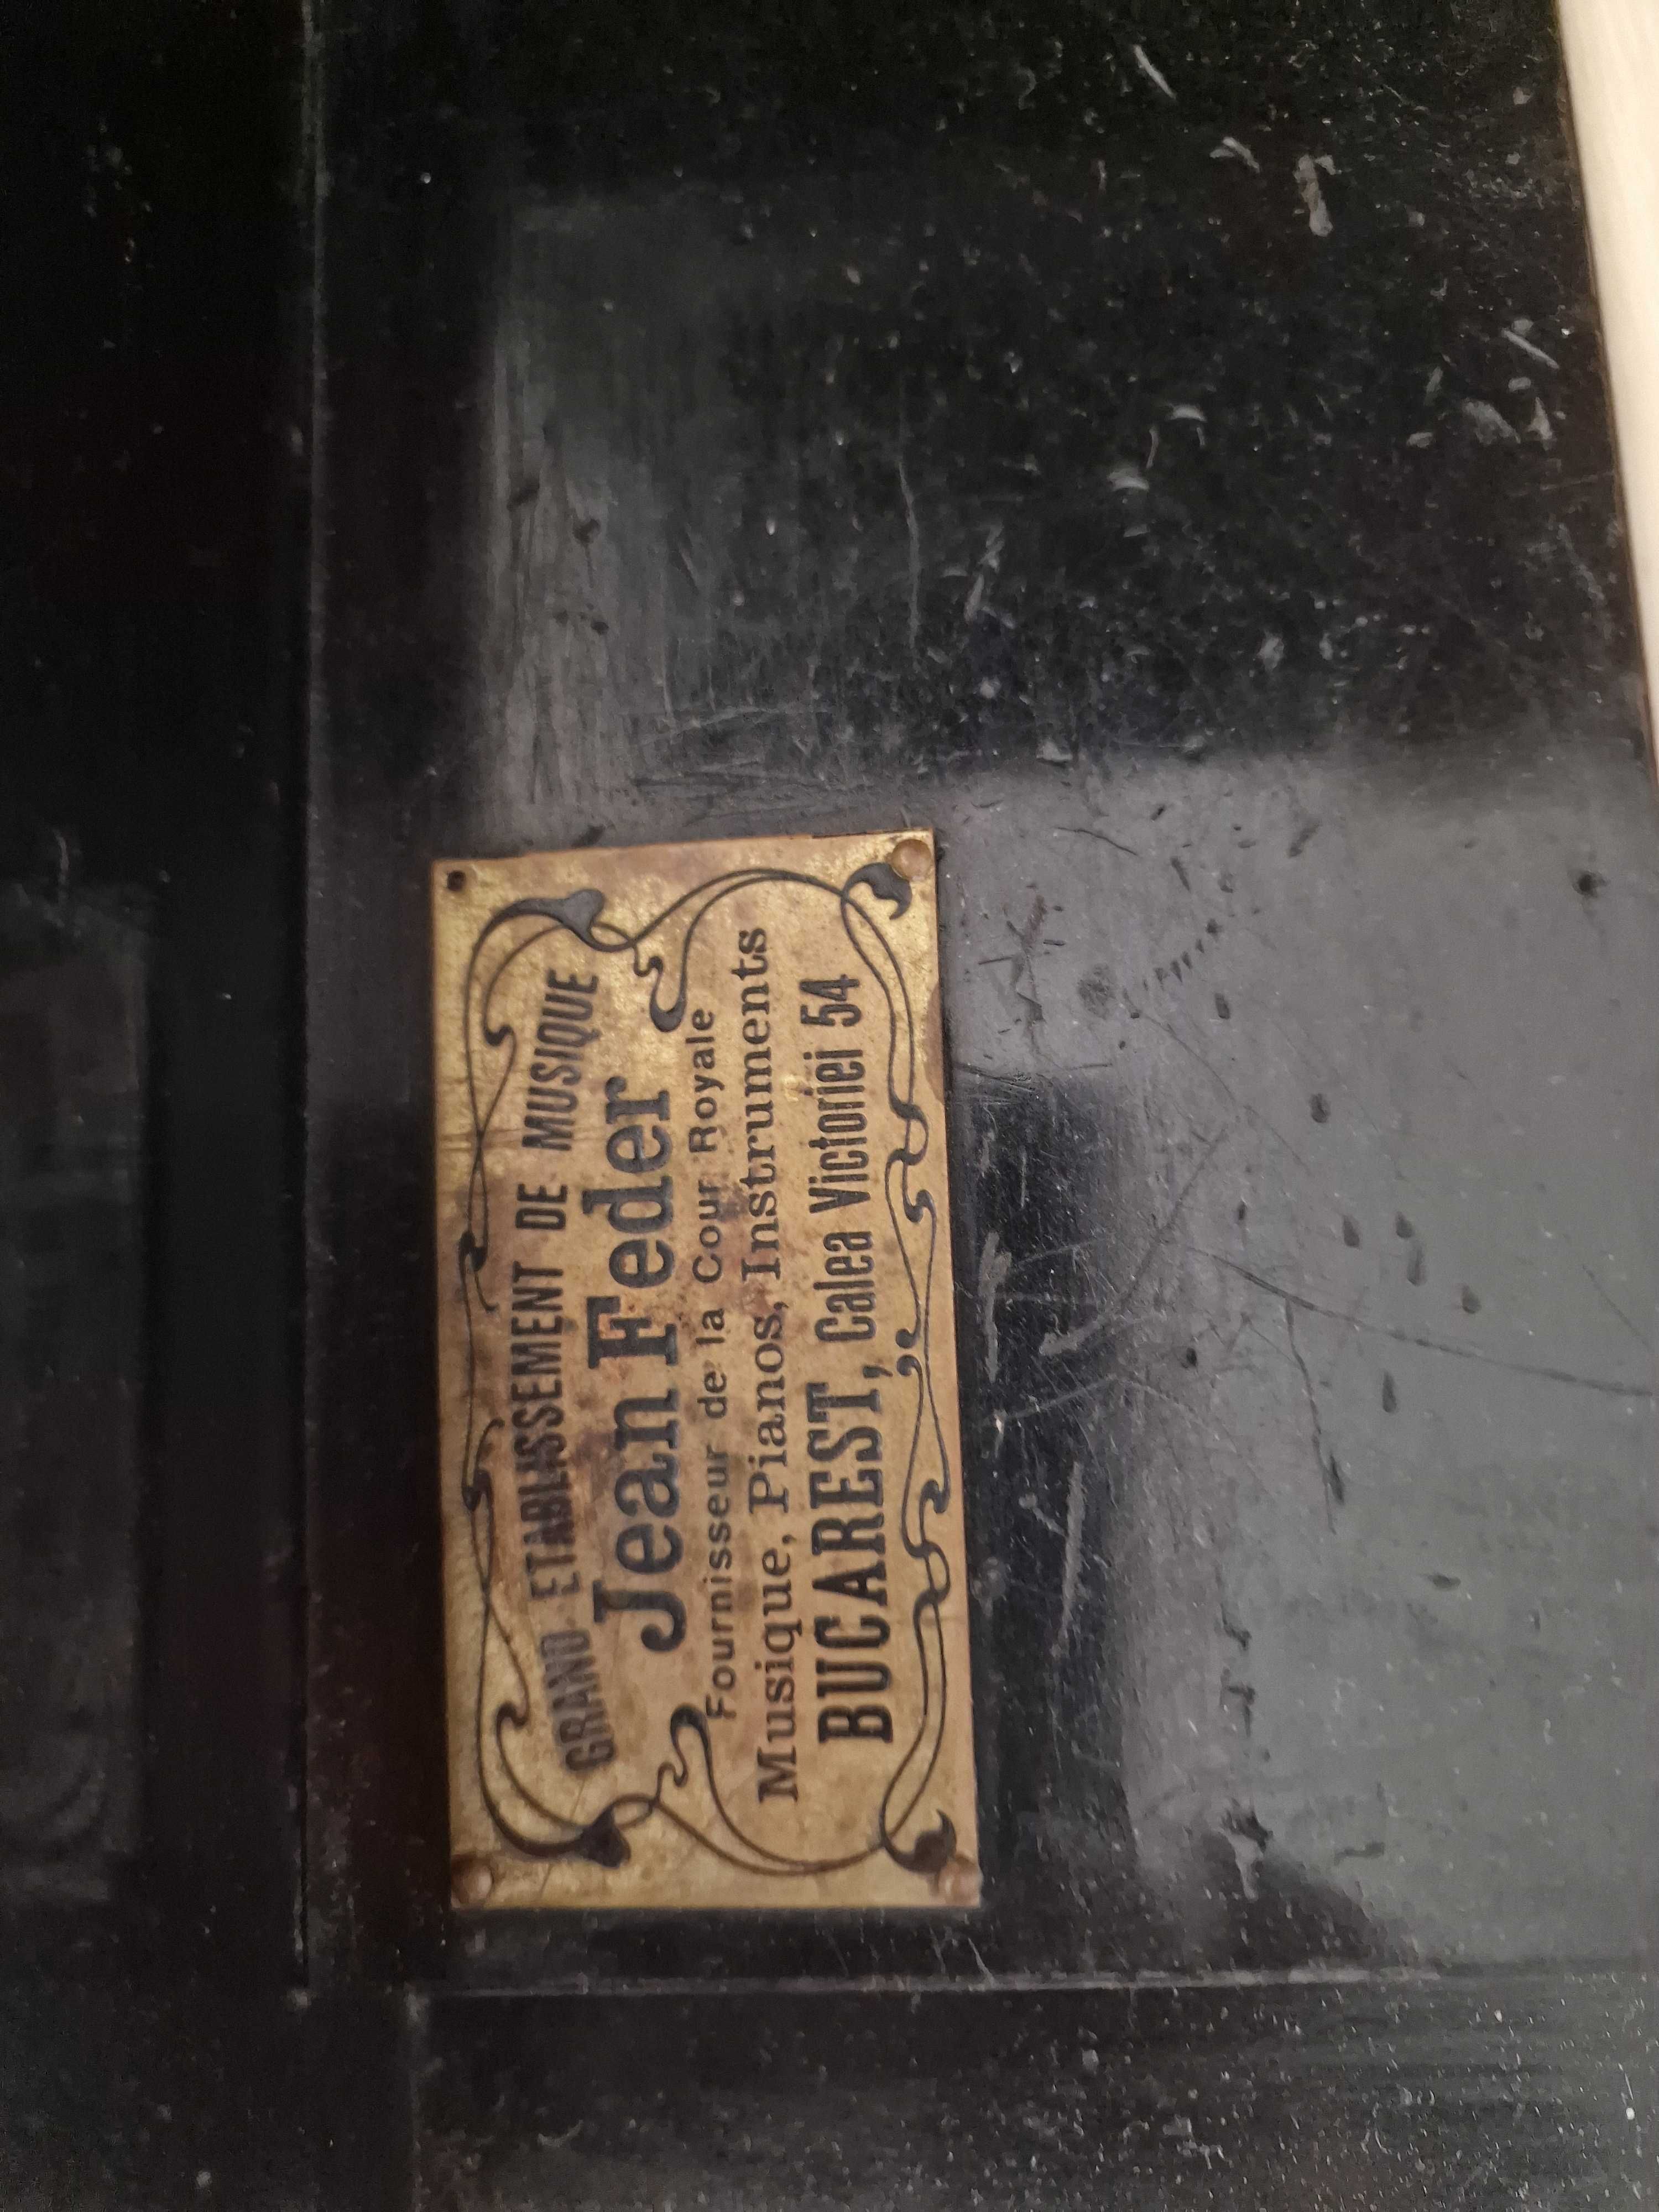 GRAND ETABLISSEMENT DE MUSIQUE
Jean Feder
Fournisseur de la Cour Royale
Musique, Pianos, Instruments
BUCAREST, Calea Victoriei 54